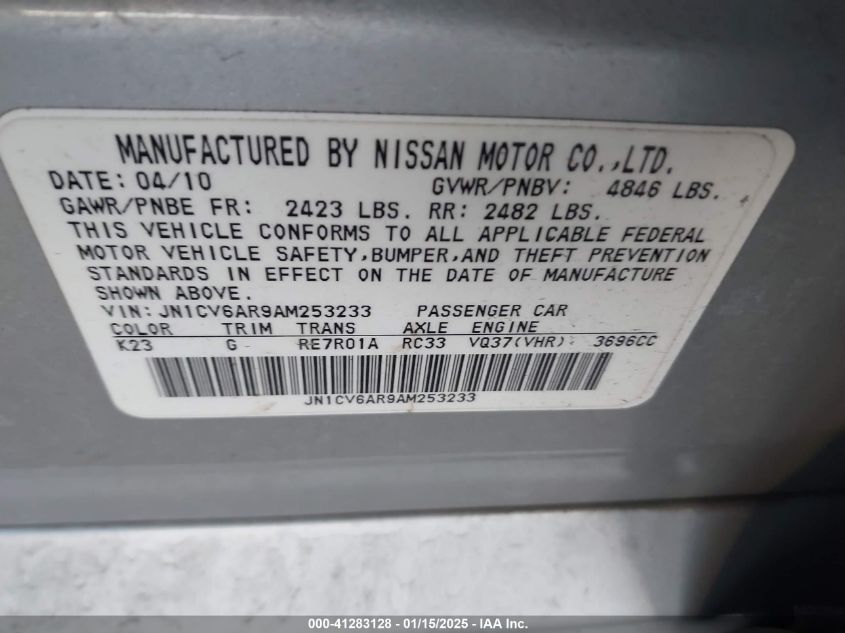 MANUFACTURED BY NISSAN MOTOR CO.,LTD.
DATE: 04/10 GVWR/PNBV: 4846 LBS.
GAWR/PNBE FR: 2423 LBS. RR: 2482 LBS.
THIS VEHICLE CONFORMS TO ALL APPLICABLE FEDERAL
MOTOR VEHICLE SAFETY,BUMPER,AND THEFT PREVENTION
STANDARDS IN EFFECT ON THE DATE OF MANUFACTURE
SHOWN ABOVE.
VIN: JN1CV6AR9AM253233 PASSENGER CAR
COLOR TRIM TRANS AXLE ENGINE
K23 G RE7R01A RC33 VQ37(VHR) 3696CC
JN1CV6AR9AM253233
000-41283128 - 01/15/2025 - IAA Inc.